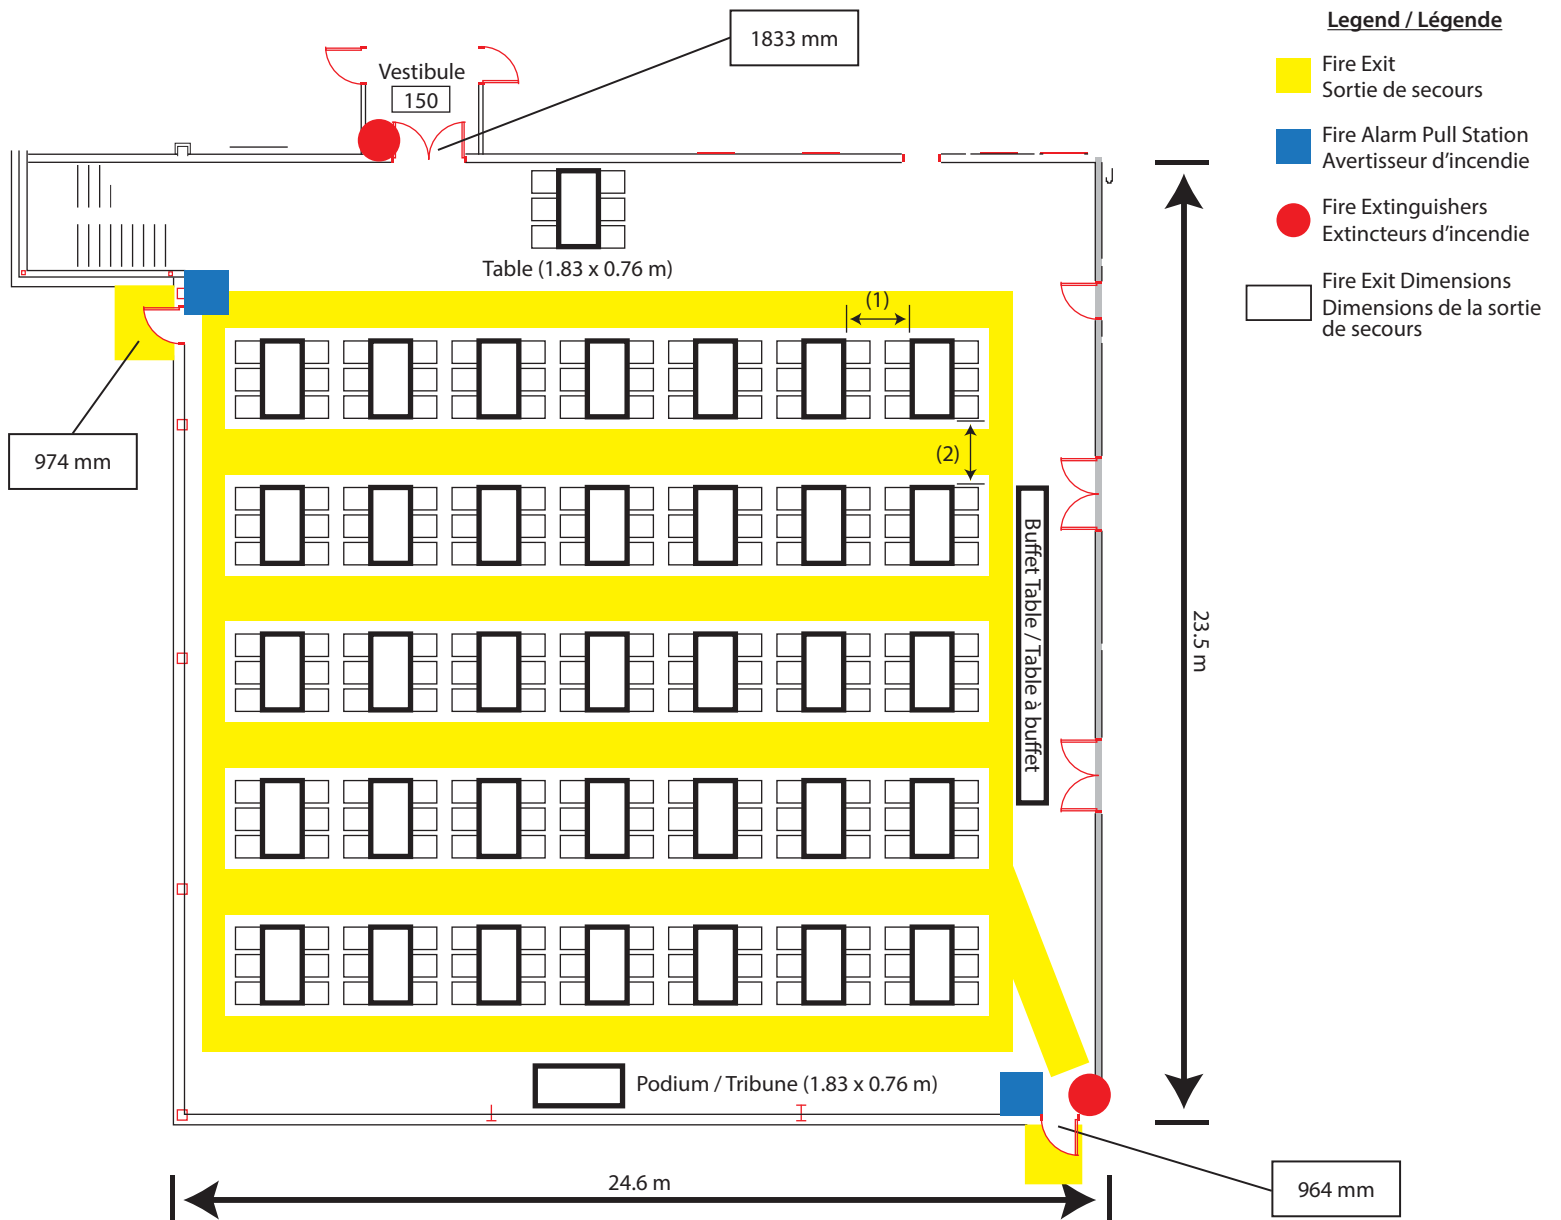 Legend / Légende
Fire Exit
Sortie de secours
Fire Alarm Pull Station
Avertisseur d'incendie
Fire Extinguishers
Extincteurs d'incendie
Fire Exit Dimensions
Dimensions de la sortie
de secours
1833 mm
Vestibule
150
Table (1.83 x 0.76 m)
(1)
974 mm
(2)
Buffet Table / Table à buffet
23.5 m
Podium / Tribune (1.83 x 0.76 m)
24.6 m
964 mm